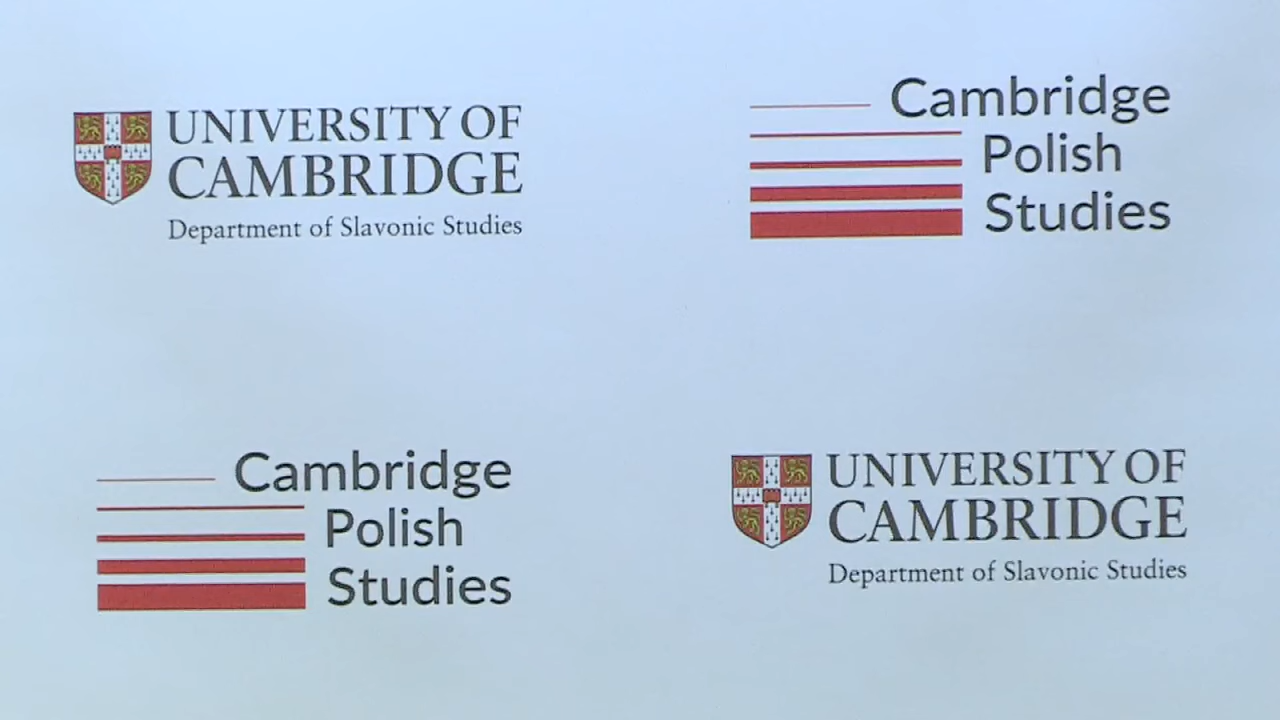 UNIVERSITY OF
CAMBRIDGE
Department of Slavonic Studies
Cambridge
Polish
Studies
Cambridge
Polish
Studies
UNIVERSITY OF
CAMBRIDGE
Department of Slavonic Studies